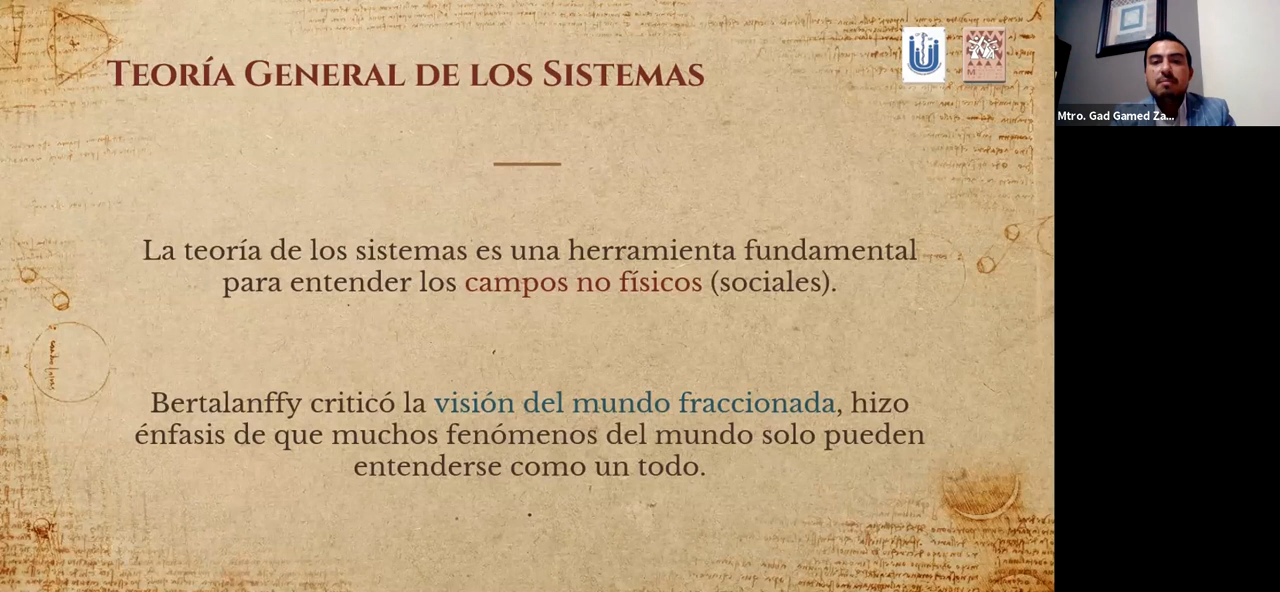 TEORÍA GENERAL DE LOS SISTEMAS
Mtro. Gad Gamed Za...
La teoría de los sistemas es una herramienta fundamental
para entender los campos no físicos (sociales).
Bertalanffy criticó la visión del mundo fraccionada, hizo
énfasis de que muchos fenómenos del mundo solo pueden
entenderse como un todo.